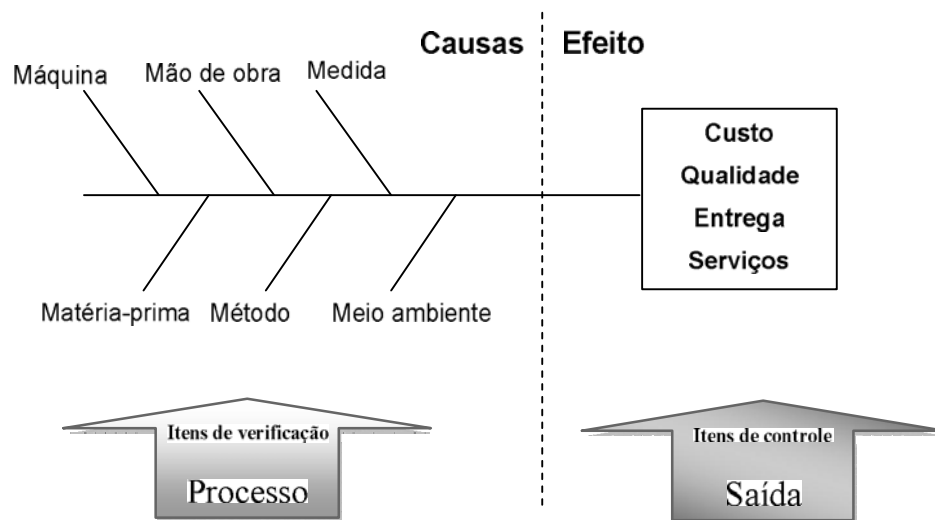 Causas
Efeito
Máquina
Mão de obra
Medida
Custo
Qualidade
Entrega
Serviços
Matéria-prima
Método
Meio ambiente
Itens de verificação
Processo
Itens de controle
Saída